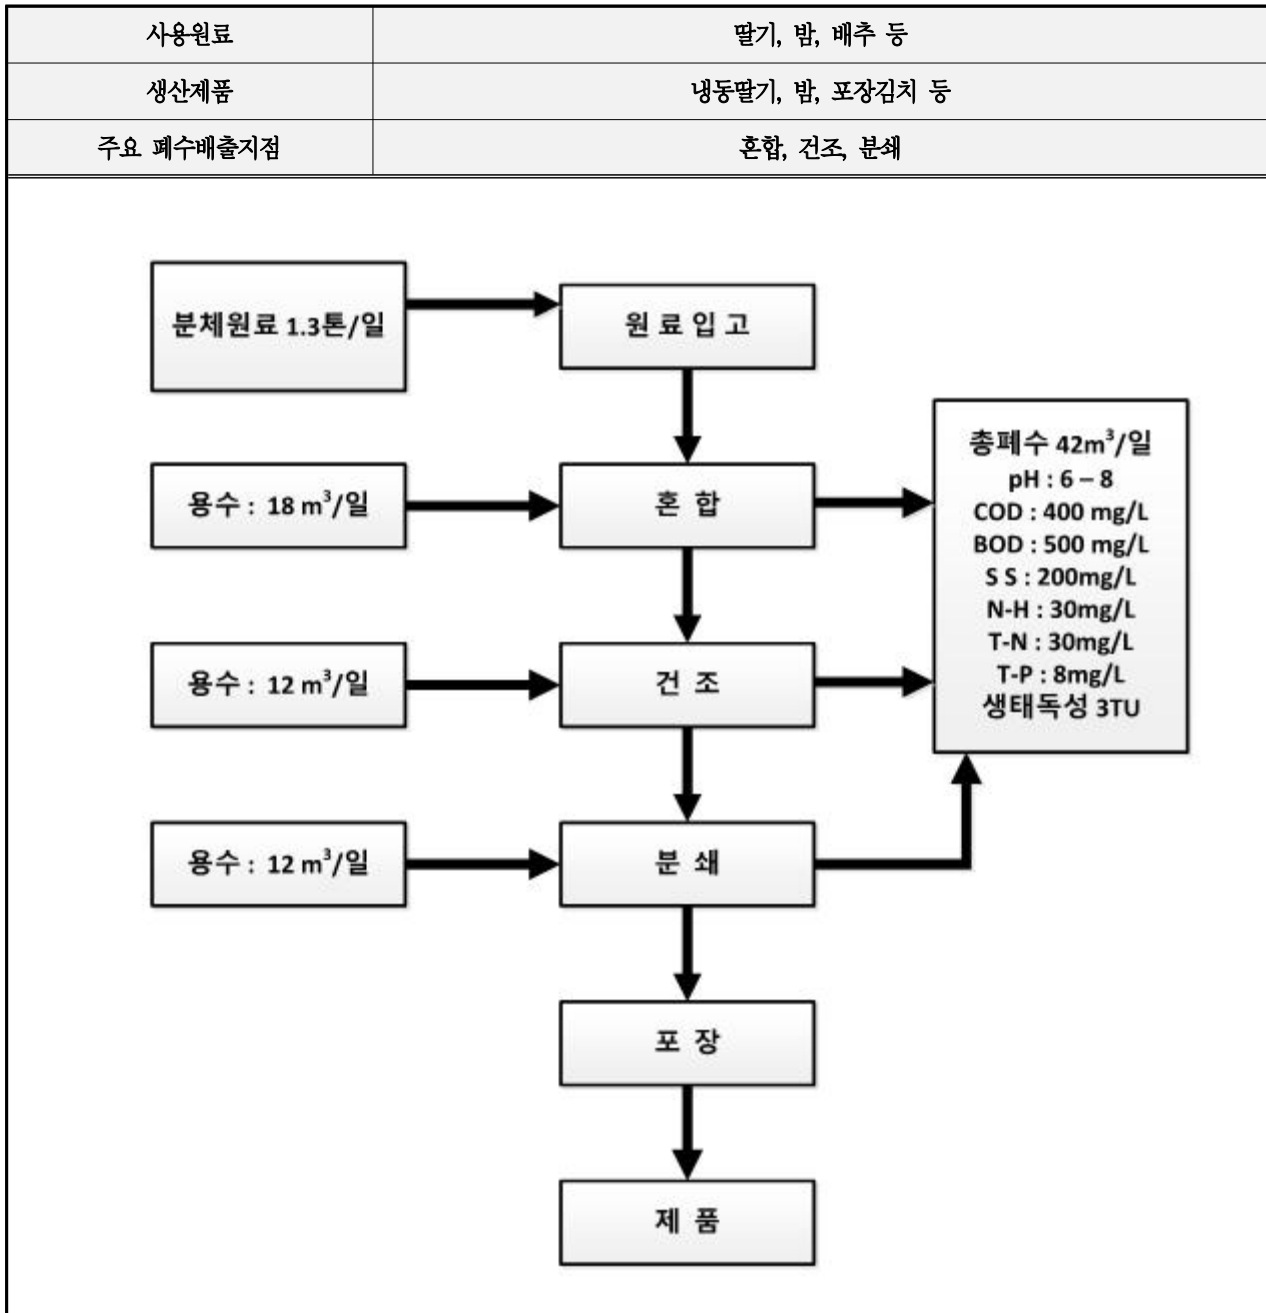 사용원료 딸기, 밤, 배추 등
생산제품 냉동딸기, 밤, 포장김치 등
주요 폐수배출지점 혼합, 건조, 분쇄
분체원료 1.3톤/일
원 료 입 고
용수 : 18 m³/일
혼 합
총폐수 42m³/일
pH : 6 – 8
COD : 400 mg/L
BOD : 500 mg/L
S S : 200mg/L
N-H : 30mg/L
T-N : 30mg/L
T-P : 8mg/L
생태독성 3TU
용수 : 12 m³/일
건 조
용수 : 12 m³/일
분 쇄
포 장
제 품